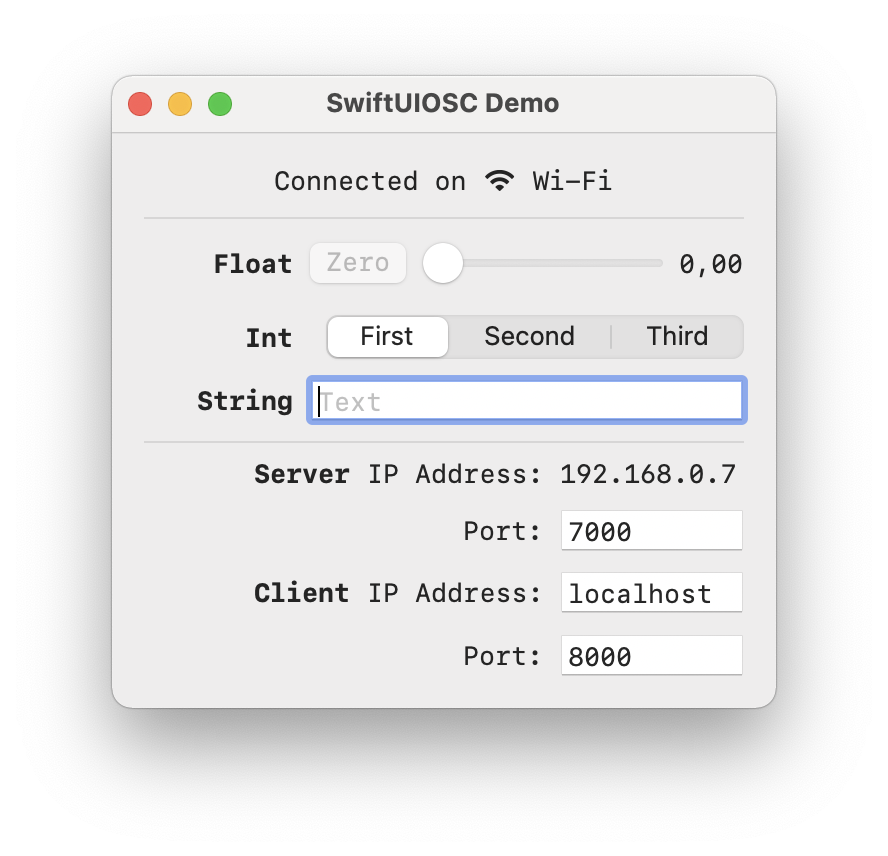 SwiftUIOSC Demo
Connected on Wi-Fi
Float Zero 0,00
Int First Second Third
String Text
Server IP Address: 192.168.0.7
Port: 7000
Client IP Address: localhost
Port: 8000